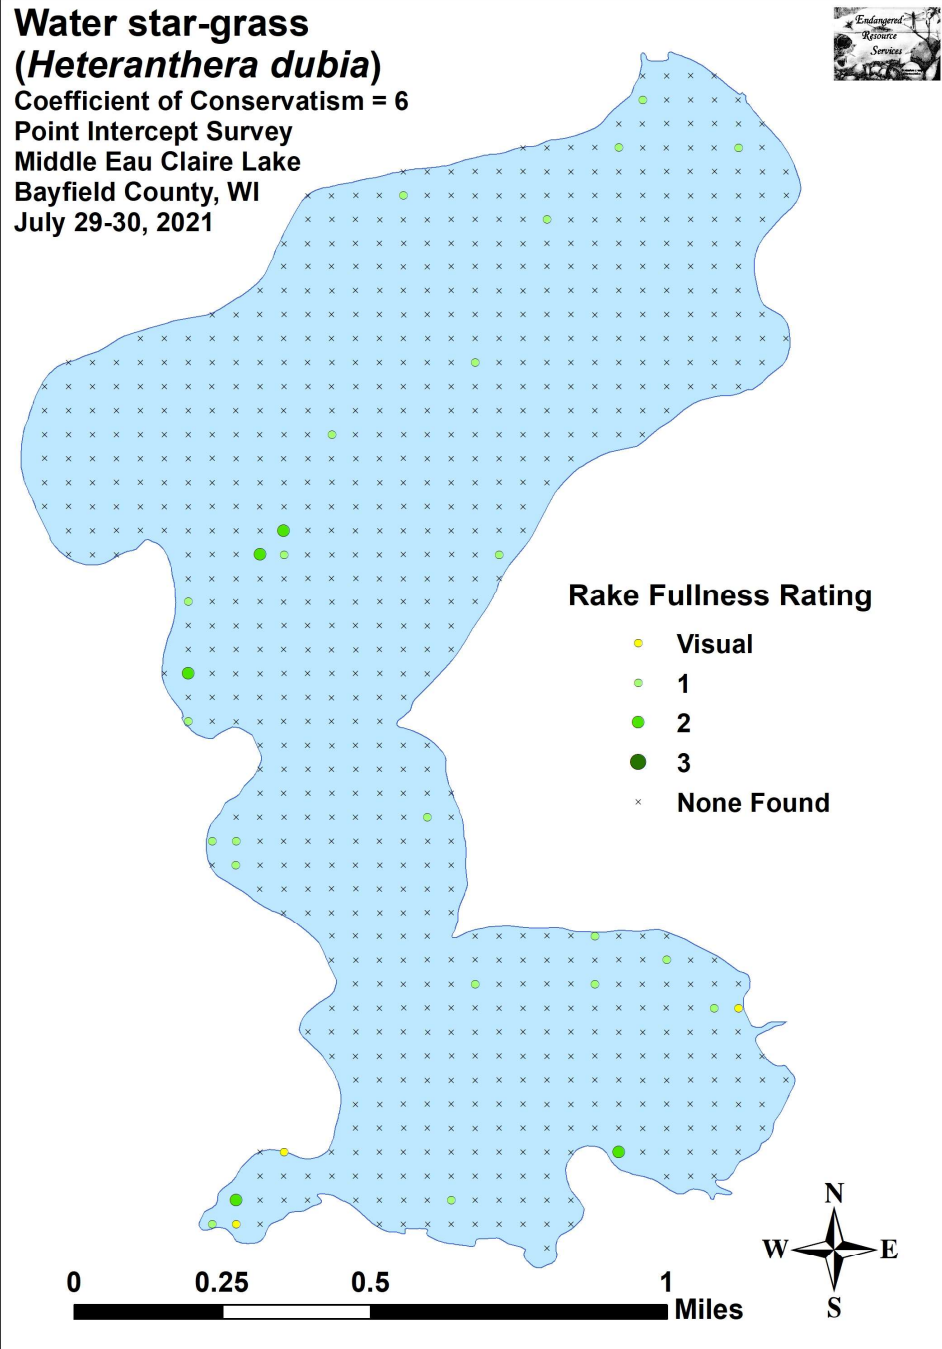 Water star-grass
(Heteranthera dubia)
Coefficient of Conservatism = 6
Point Intercept Survey
Middle Eau Claire Lake
Bayfield County, WI
July 29-30, 2021
Endangered
Resource
Services
Rake Fullness Rating
Visual
1
2
3
None Found
N
W E
S
0 0.25 0.5 1
Miles